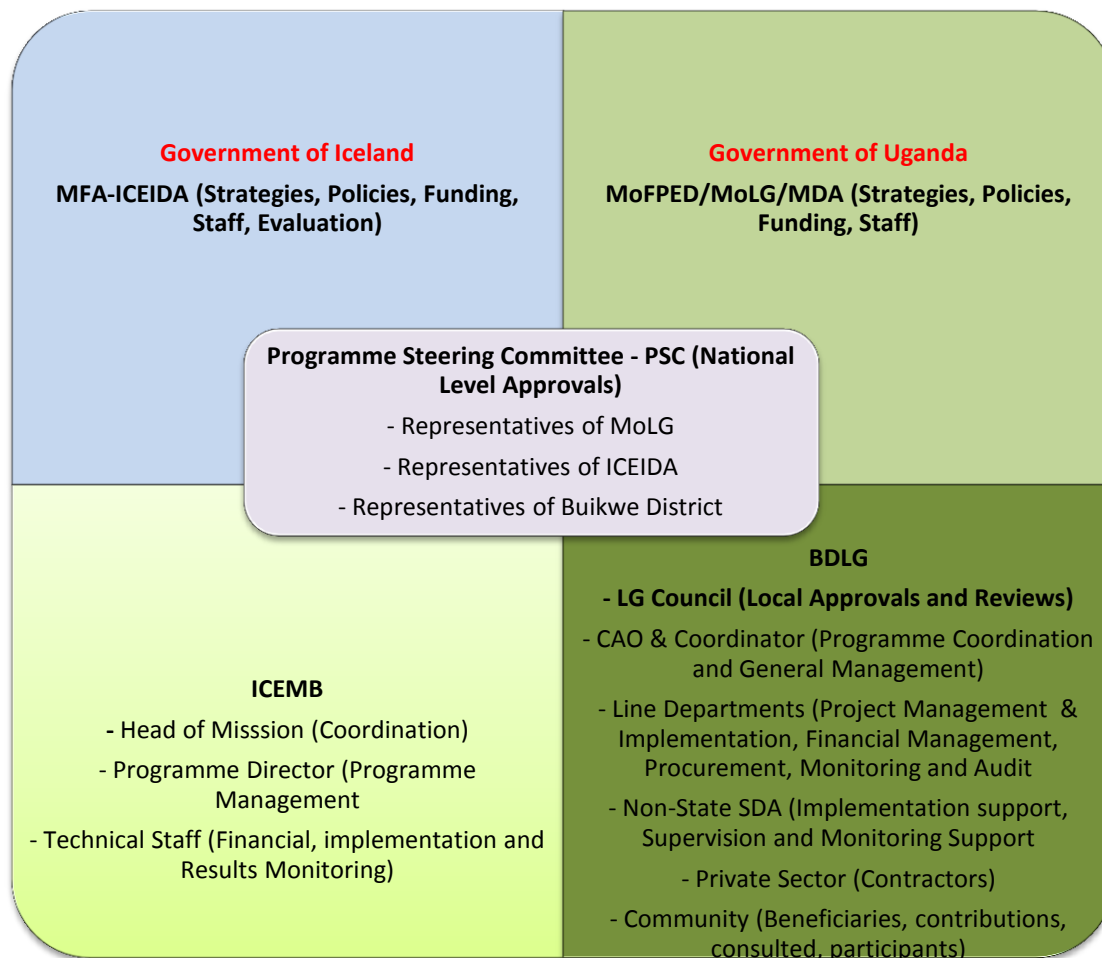 Government of Iceland
MFA-ICEIDA (Strategies, Policies, Funding,
Staff, Evaluation)
Government of Uganda
MoFPED/MoLG/MDA (Strategies, Policies,
Funding, Staff)
Programme Steering Committee - PSC (National
Level Approvals)
- Representatives of MoLG
- Representatives of ICEIDA
- Representatives of Buikwe District
ICEMB
- Head of Misssion (Coordination)
- Programme Director (Programme
Management
- Technical Staff (Financial, implementation and
Results Monitoring)
BDLG
- LG Council (Local Approvals and Reviews)
- CAO & Coordinator (Programme Coordination
and General Management)
- Line Departments (Project Management & 
Implementation, Financial Management,
Procurement, Monitoring and Audit
- Non-State SDA (Implementation support,
Supervision and Monitoring Support
- Private Sector (Contractors)
- Community (Beneficiaries, contributions,
consulted, participants)